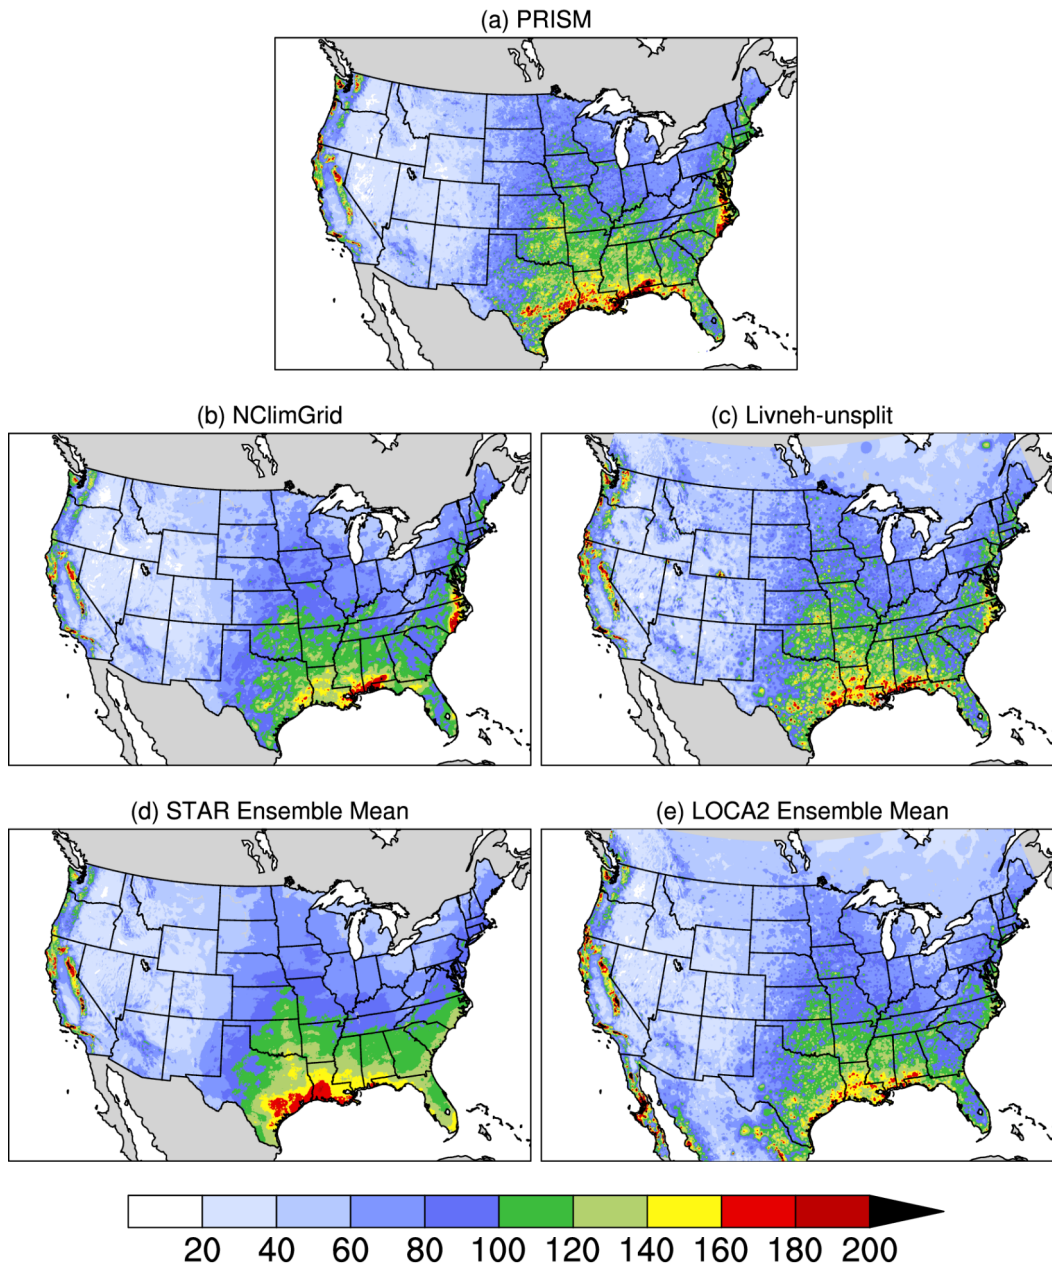 (a) PRISM
(b) NClimGrid
(c) Livneh-unsplit
(d) STAR Ensemble Mean
(e) LOCA2 Ensemble Mean
20 40 60 80 100 120 140 160 180 200